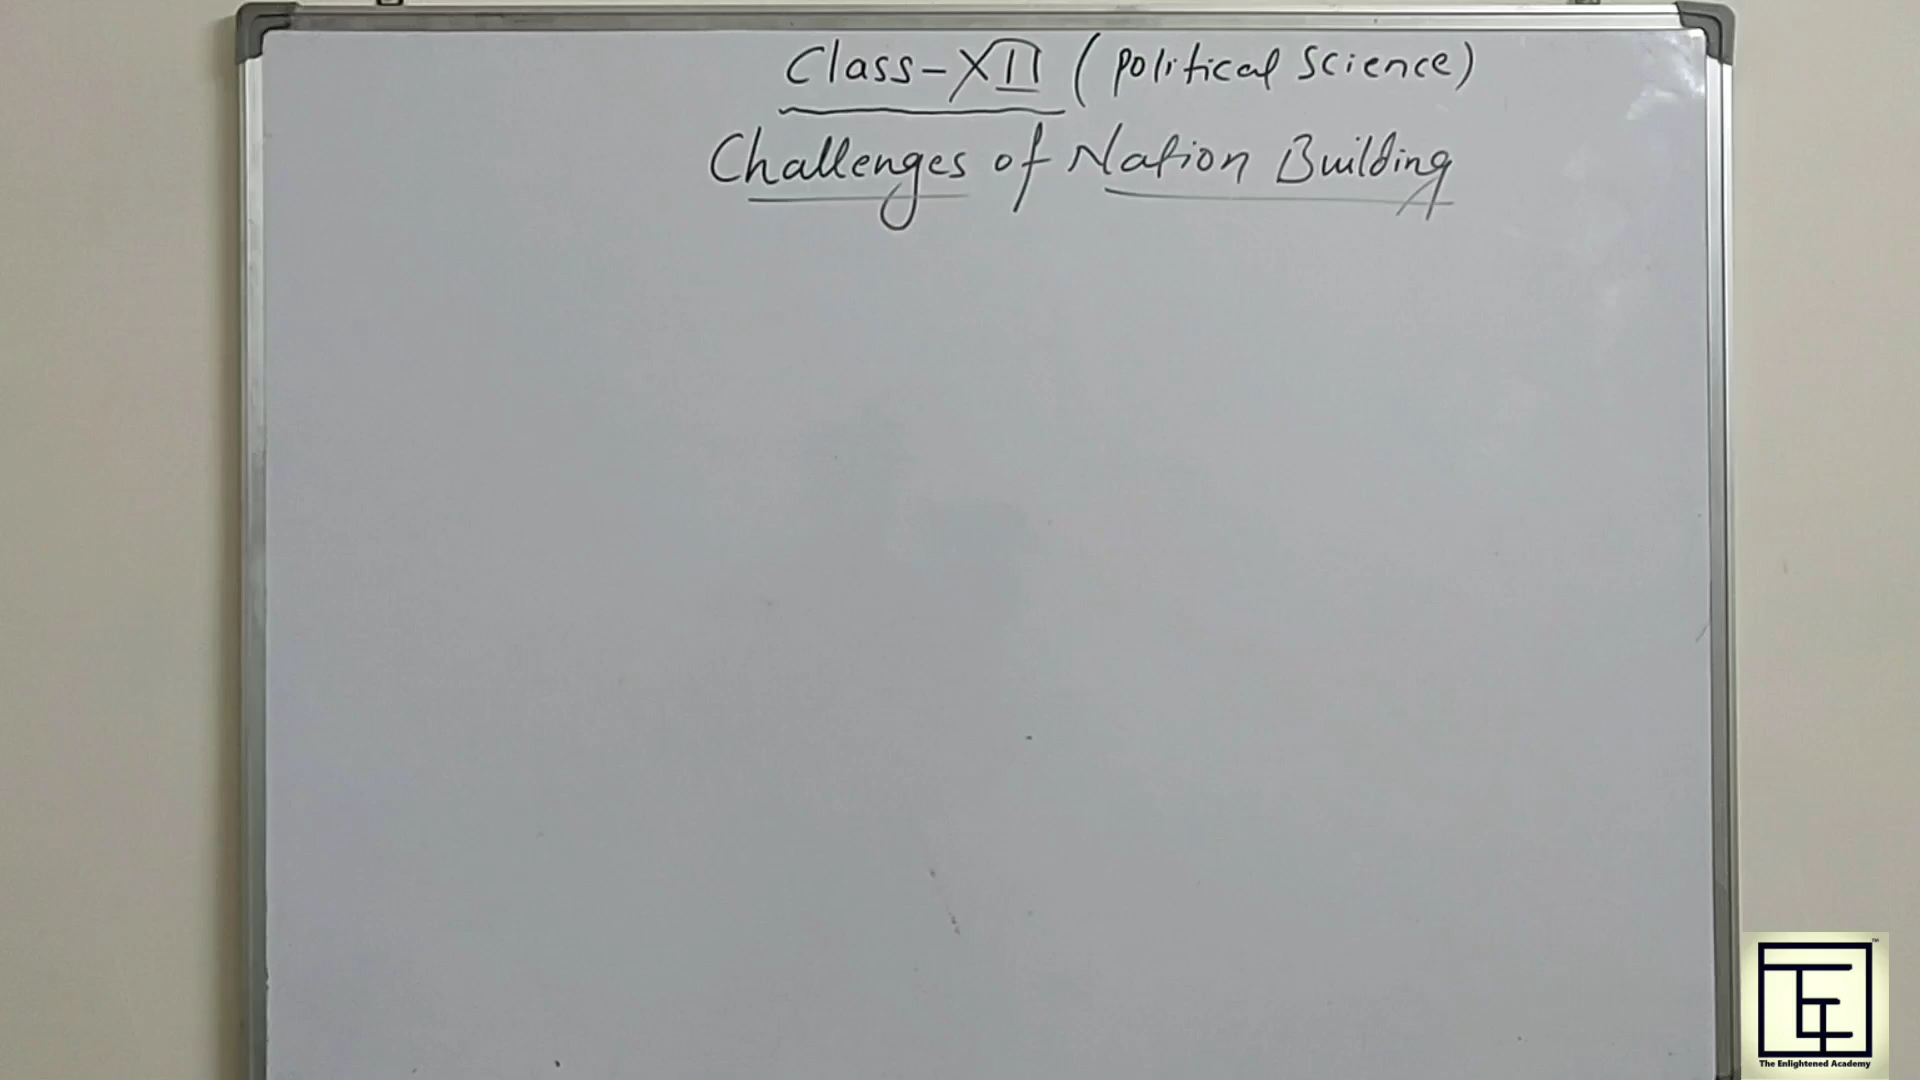 Class-XII (Political Science)
Challenges of Nation Building
The Enlightened Academy